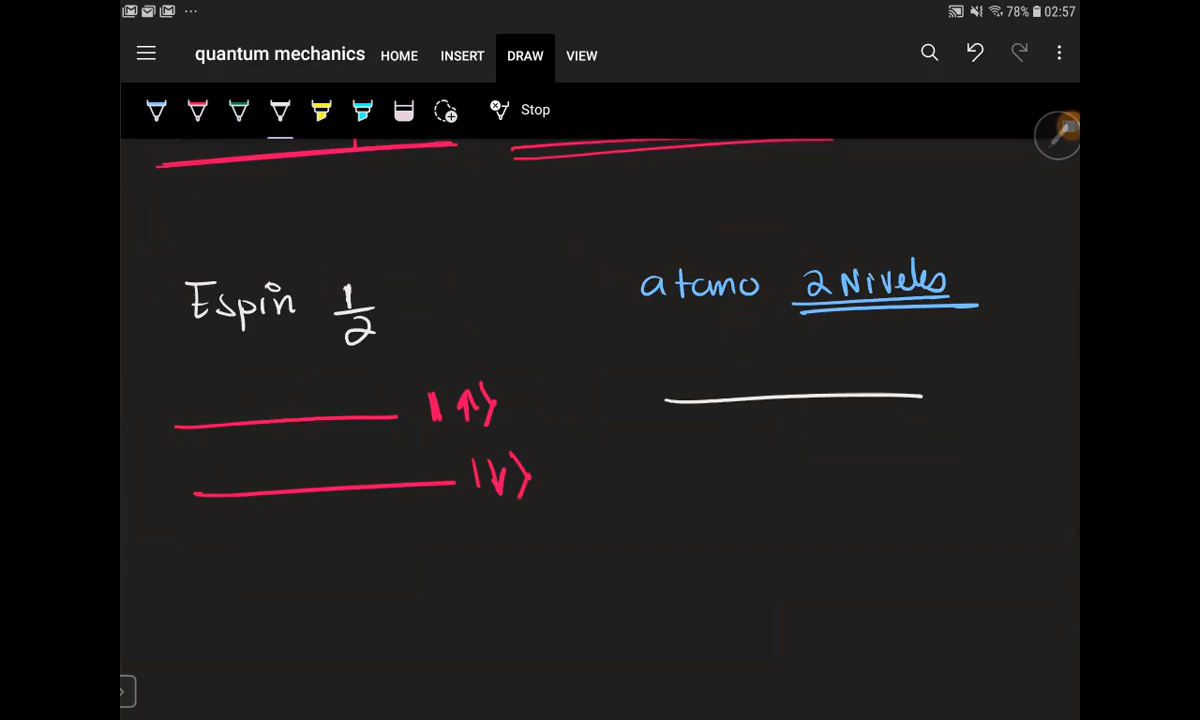 02:57
78%
quantum mechanics HOME INSERT DRAW VIEW
Stop
Espin 1/2
atomo 2 Niveles
|↑⟩
|↓⟩